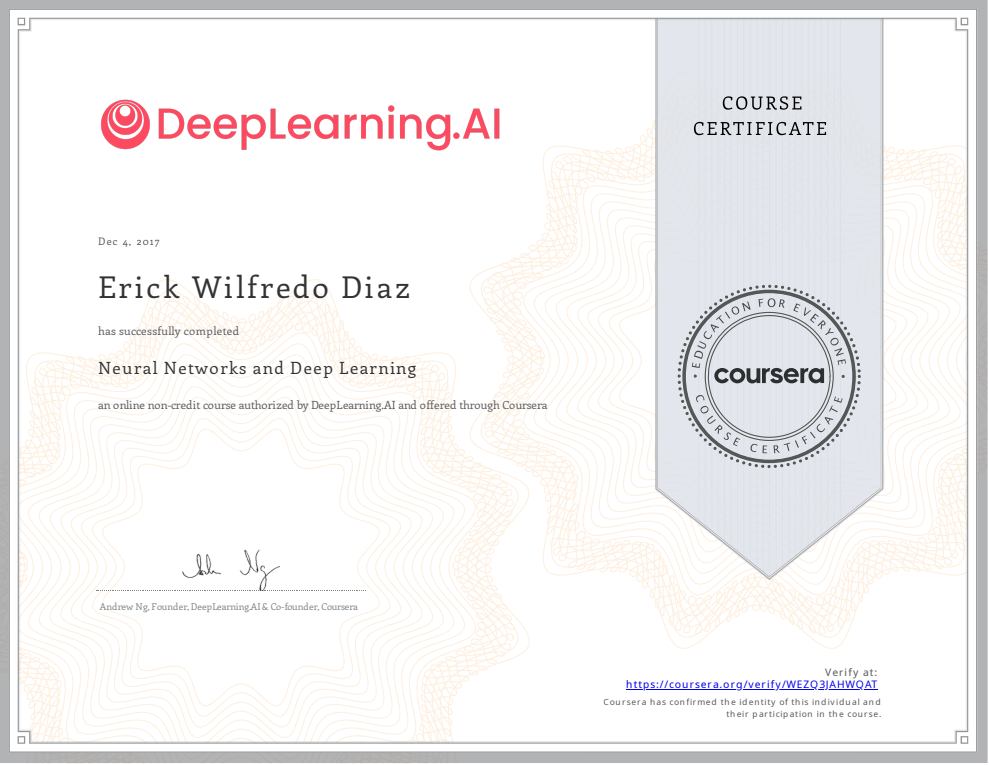 DeepLearning.AI
COURSE
CERTIFICATE
Dec 4, 2017
Erick Wilfredo Diaz
has successfully completed
Neural Networks and Deep Learning
an online non-credit course authorized by DeepLearning.AI and offered through Coursera
EDUCATION FOR EVERYONE
coursera
COURSE CERTIFICATE
Andrew Ng, Founder, DeepLearning.AI & Co-founder, Coursera
Verify at:
https://coursera.org/verify/WEZQ3JAHWQAT
Coursera has confirmed the identity of this individual and
their participation in the course.